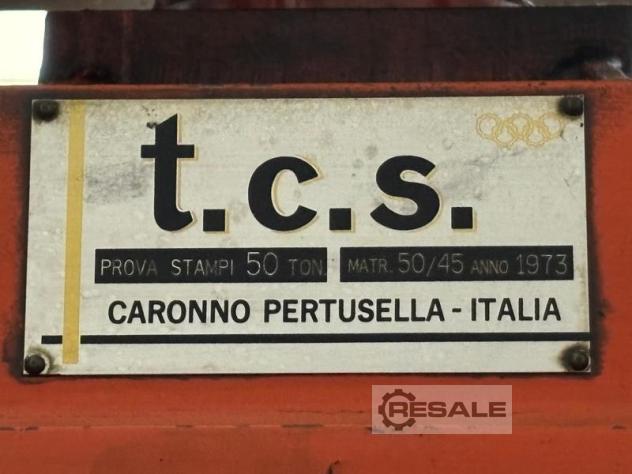 t.c.s.
PROVA STAMPI 50 TON. MATR. 50/45 ANNO 1973
CARONNO PERTUSELLA - ITALIA
RESALE